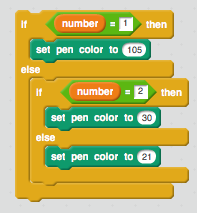 If number = 1 then
set pen color to 105
else
if number = 2 then
set pen color to 30
else
set pen color to 21